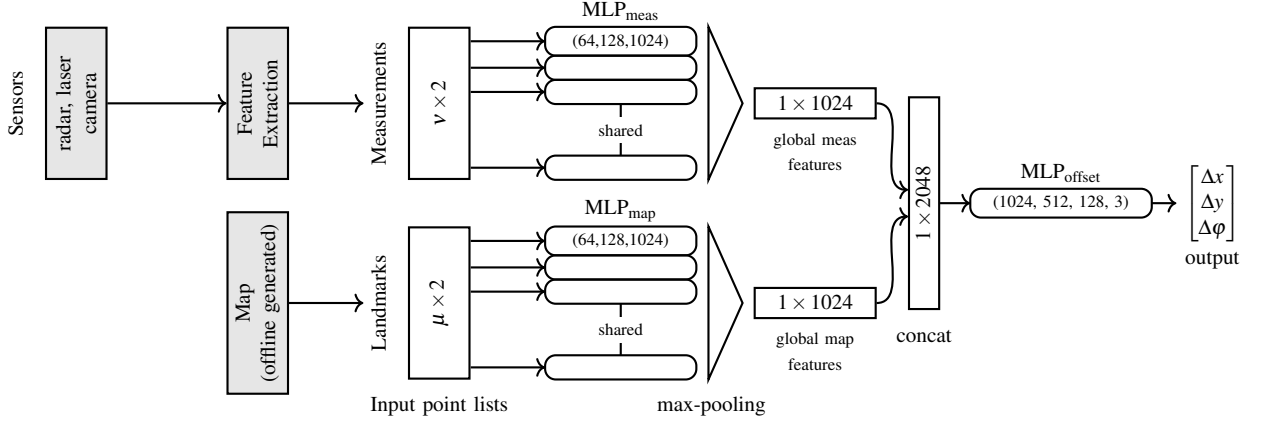 Sensors
radar, laser
camera
Feature
Extraction
Measurements
ν × 2
MLPmeas
(64,128,1024)
shared
1 × 1024
global meas
features
Map
(offline generated)
Landmarks
μ × 2
MLPmap
(64,128,1024)
shared
1 × 1024
global map
features
Input point lists
max-pooling
1 × 2048
concat
MLPoffset
(1024, 512, 128, 3)
Δx
Δy
Δφ
output